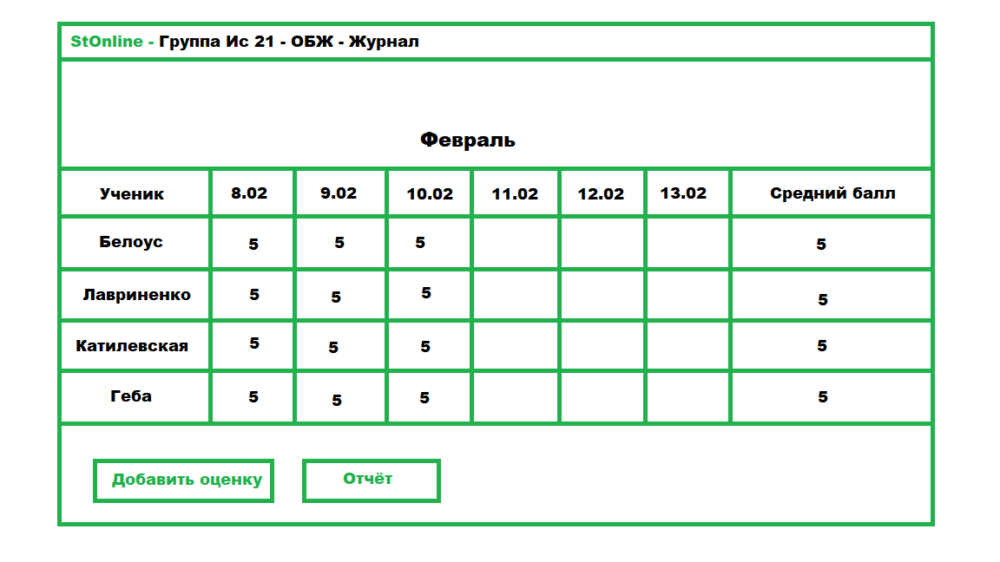 StOnline - Группа Ис 21 - ОБЖ - Журнал
Февраль
Ученик 8.02 9.02 10.02 11.02 12.02 13.02 Средний балл
Белоус 5 5 5 5
Лавриненко 5 5 5 5
Катилевская 5 5 5 5
Геба 5 5 5 5
Добавить оценку Отчёт